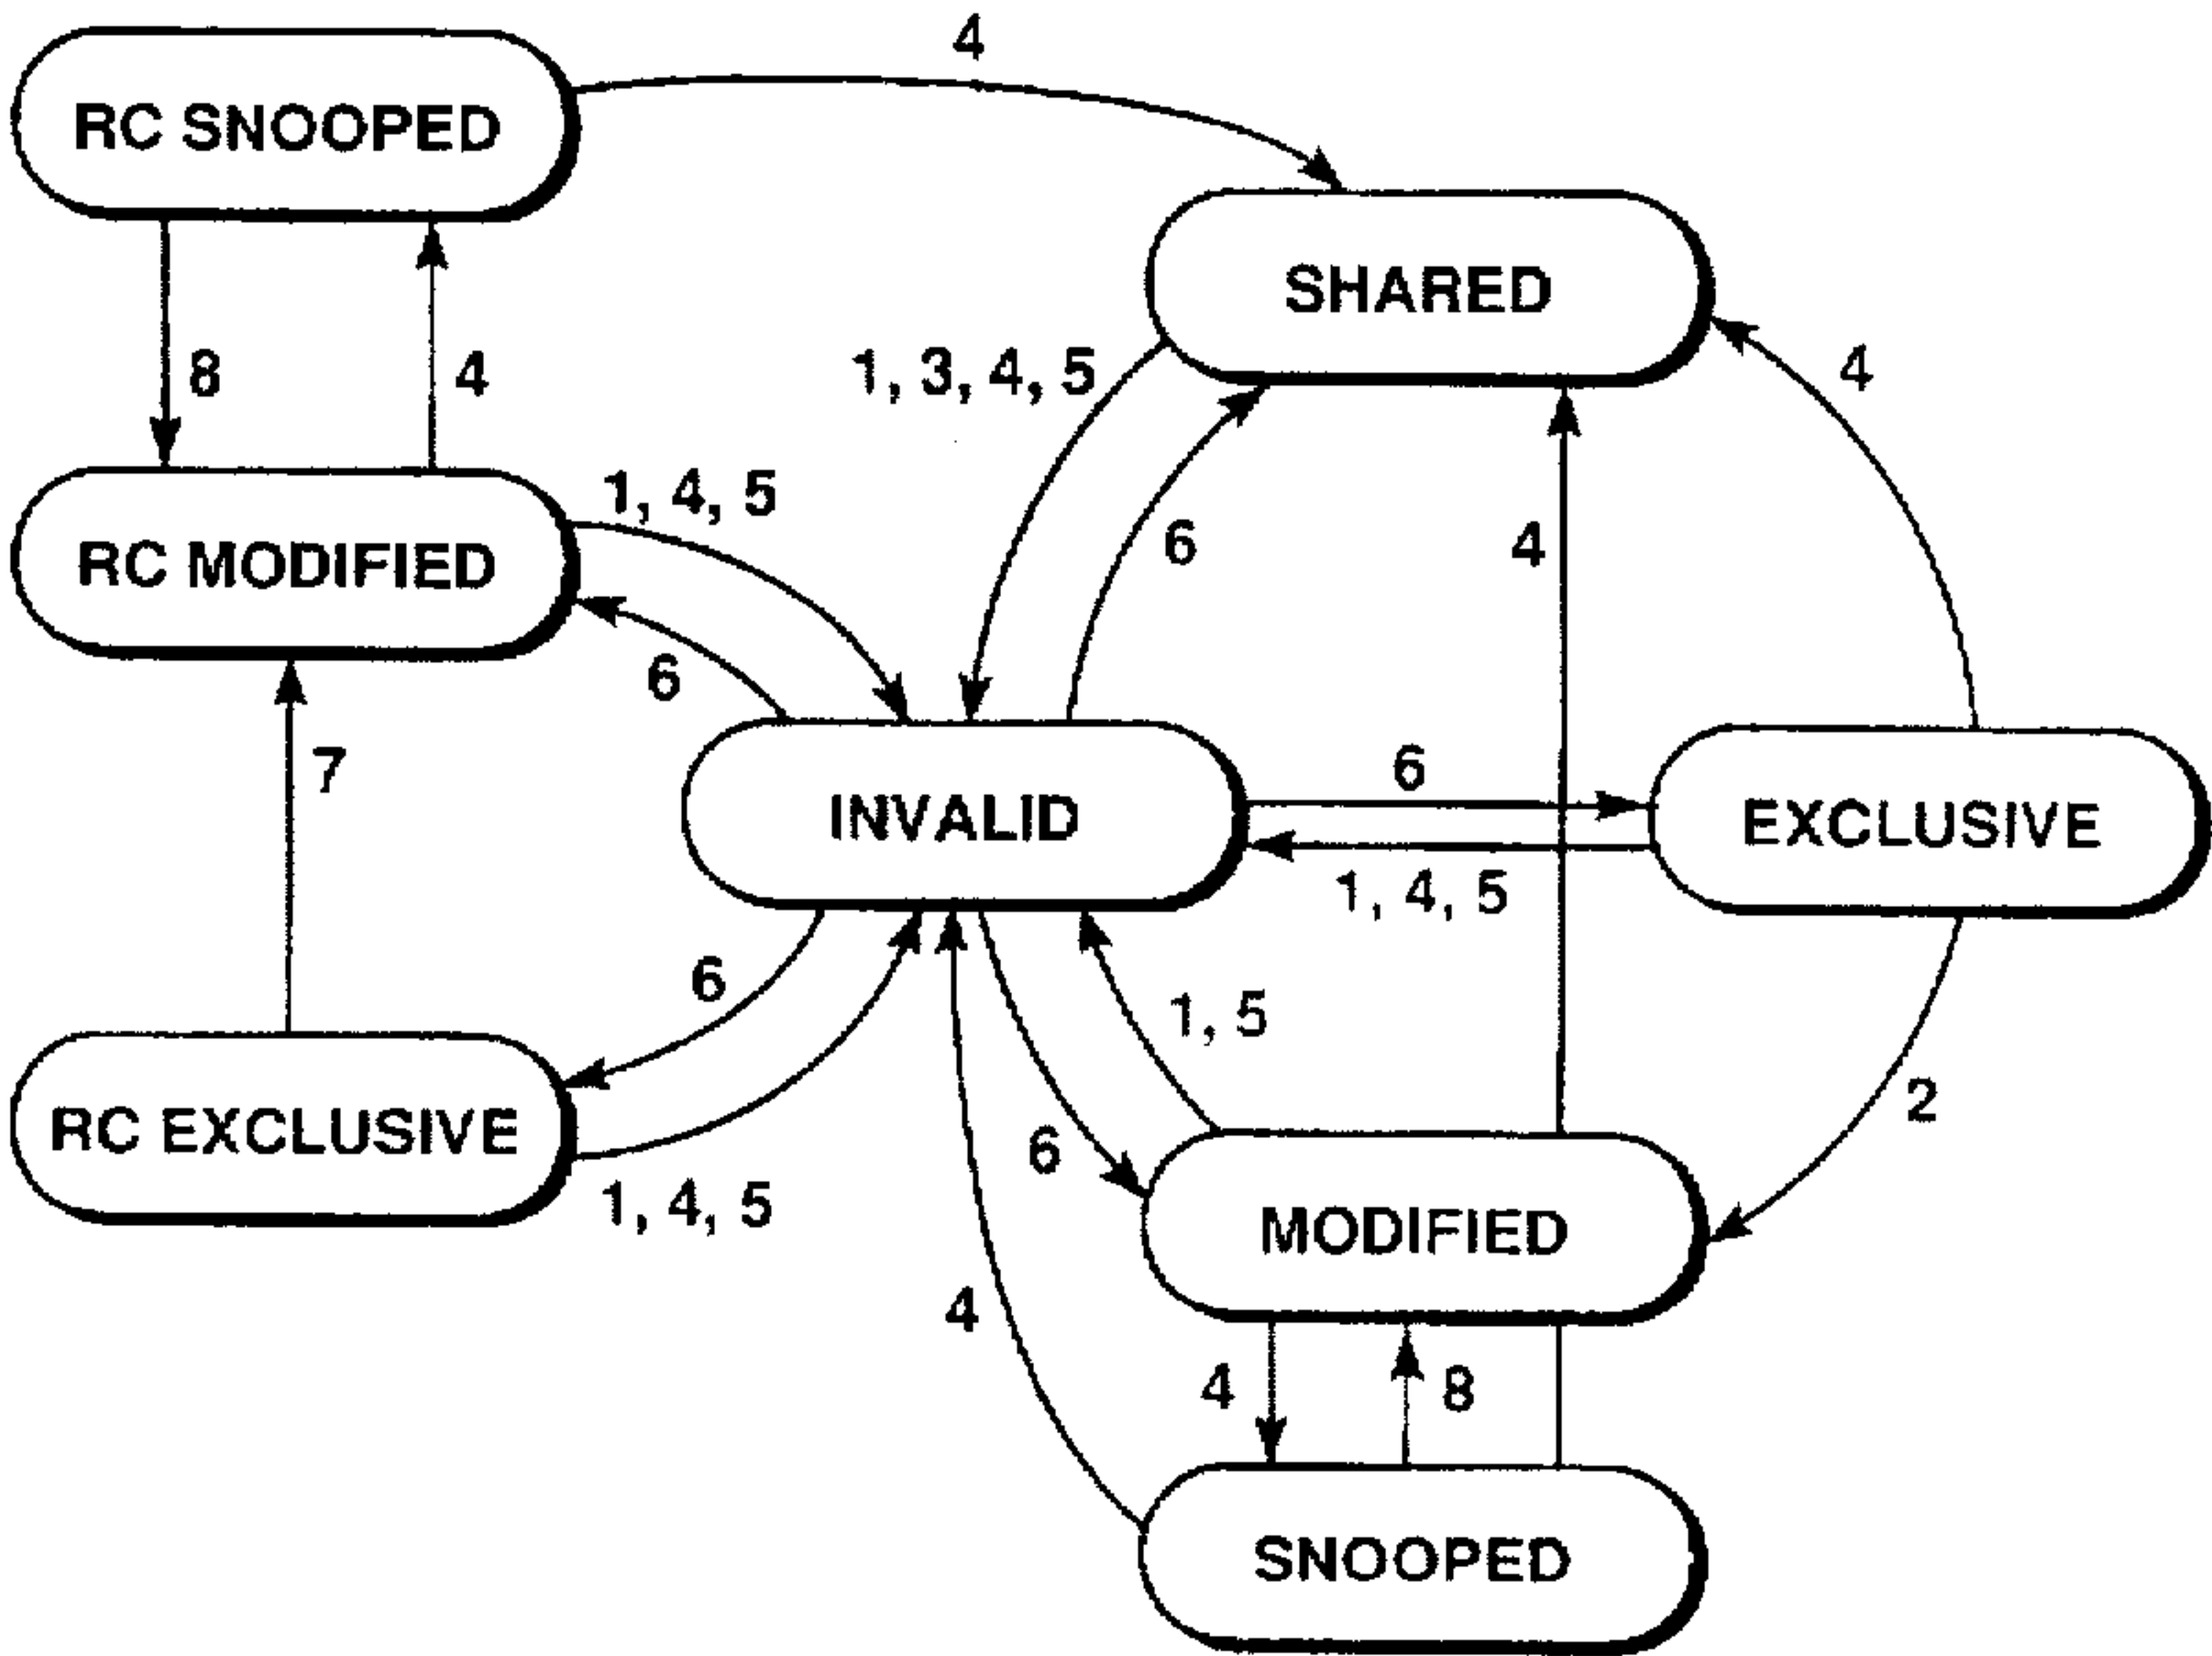 4
RC SNOOPED
SHARED
8
4
1, 3, 4, 5
4
1, 4, 5
6
4
RC MODIFIED
6
7
6
INVALID
EXCLUSIVE
1, 4, 5
6
1, 5
2
RC EXCLUSIVE
6
1, 4, 5
MODIFIED
4
4
8
SNOOPED